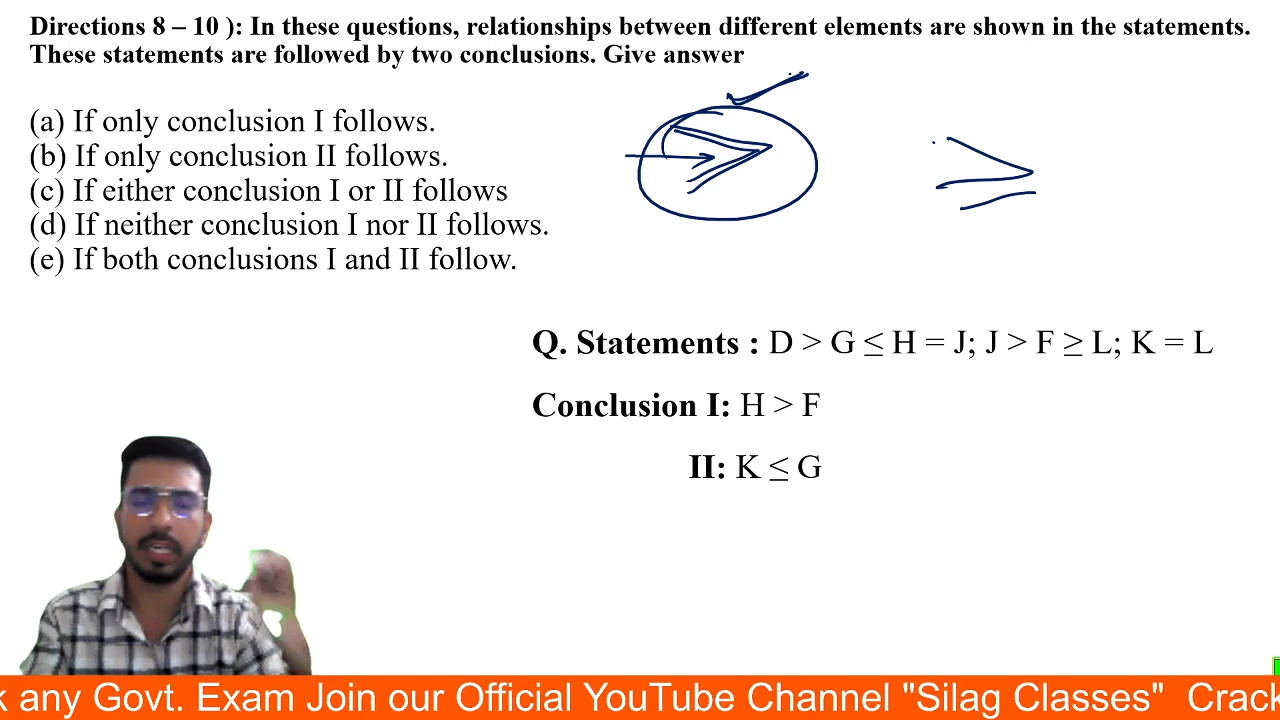 Directions 8 – 10 ): In these questions, relationships between different elements are shown in the statements.
These statements are followed by two conclusions. Give answer
(a) If only conclusion I follows.
(b) If only conclusion II follows.
(c) If either conclusion I or II follows
(d) If neither conclusion I nor II follows.
(e) If both conclusions I and II follow.
Q. Statements : D > G ≤ H = J; J > F ≥ L; K = L
Conclusion I: H > F
II: K ≤ G
k any Govt. Exam Join our Official YouTube Channel "Silag Classes" Crack